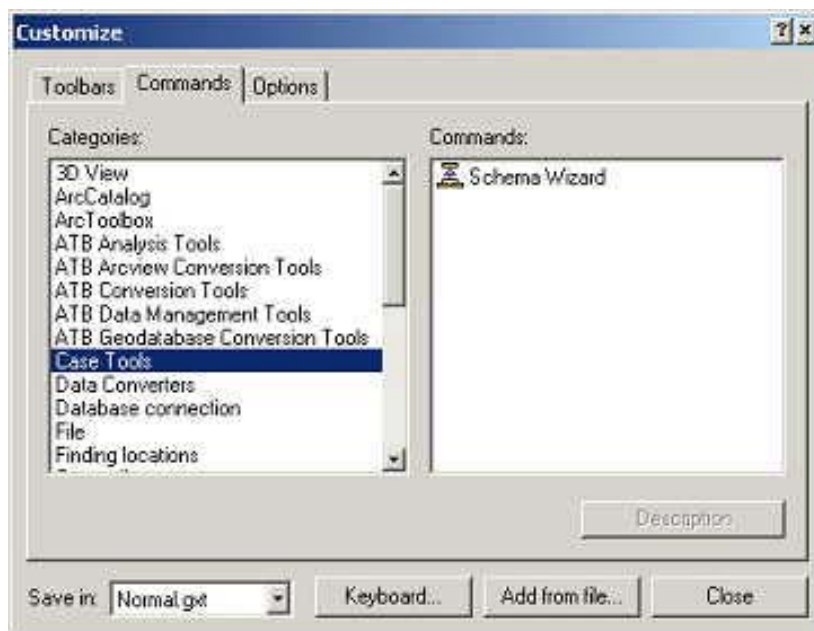 Customize
Toolbars Commands Options
Categories:
3D View
ArcCatalog
ArcToolbox
ATB Analysis Tools
ATB Arcview Conversion Tools
ATB Conversion Tools
ATB Data Management Tools
ATB Geodatabase Conversion Tools
Case Tools
Data Converters
Database connection
File
Finding locations
Commands:
Schema Wizard
Description
Save in: Normal.gxt
Keyboard... Add from file... Close